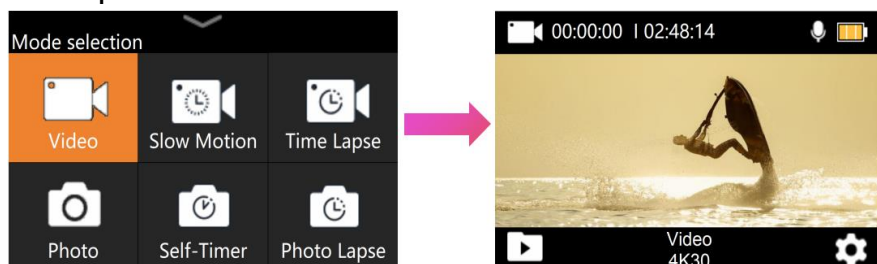 Mode selection
Video Slow Motion Time Lapse
Photo Self-Timer Photo Lapse
00:00:00 I 02:48:14
Video
4K30